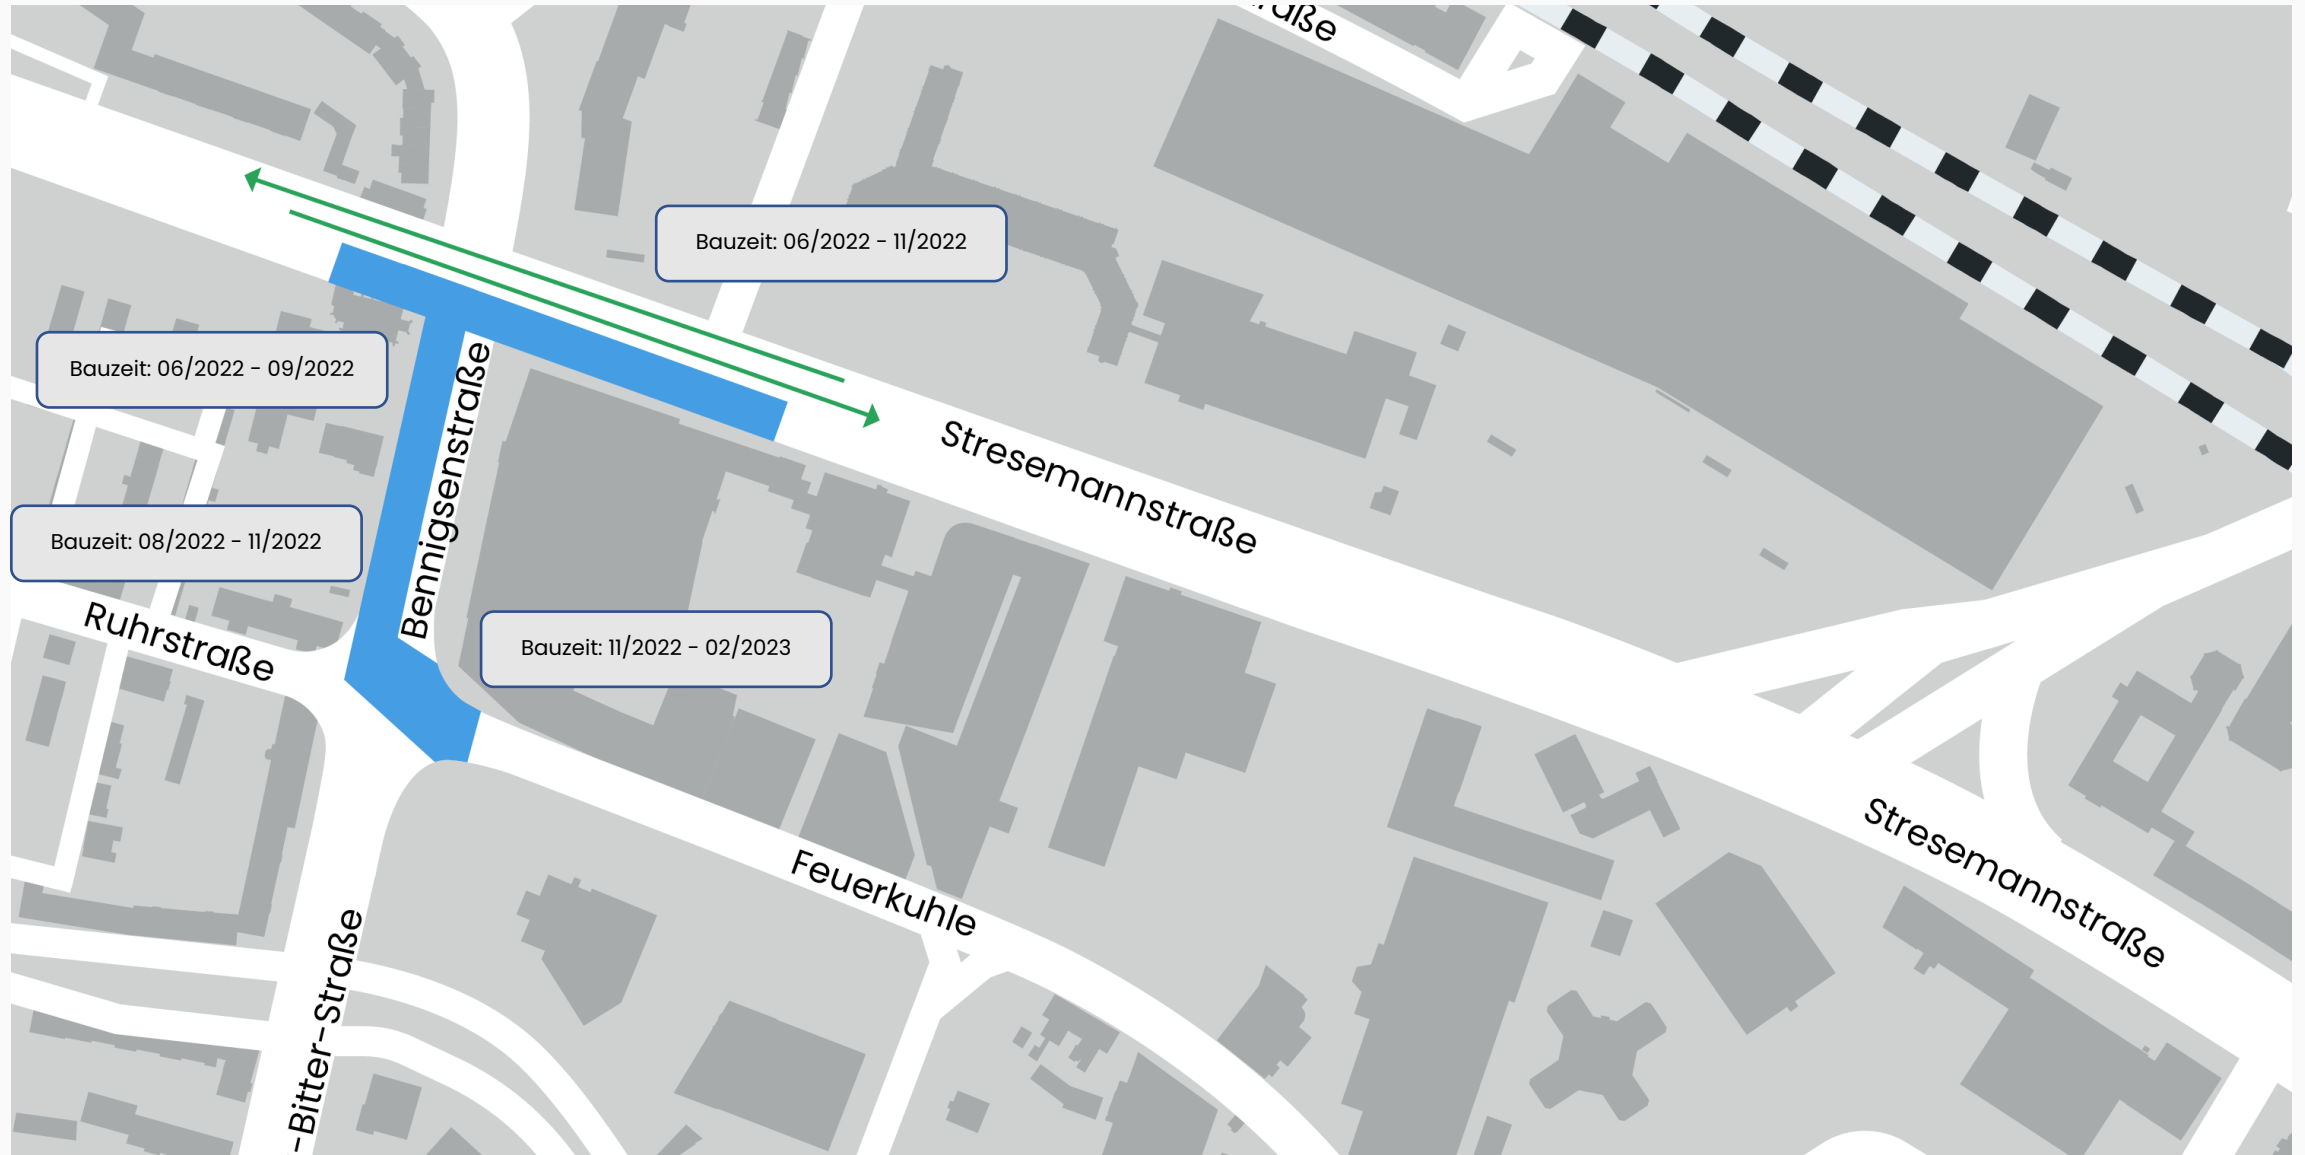 raße
Bauzeit: 06/2022 - 11/2022
Bauzeit: 06/2022 - 09/2022
Bennigsenstraße
Stresemannstraße
Bauzeit: 08/2022 - 11/2022
Ruhrstraße
Bauzeit: 11/2022 - 02/2023
Feuerkuhle
Stresemannstraße
-Bitter-Straße